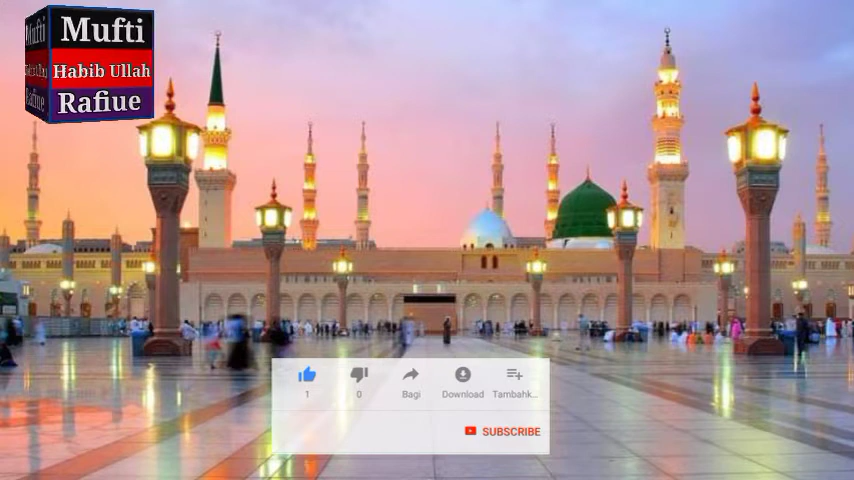 Mufti
Habib Ullah
Rafiue
1
0
Bagi
Download
Tambahk...
SUBSCRIBE